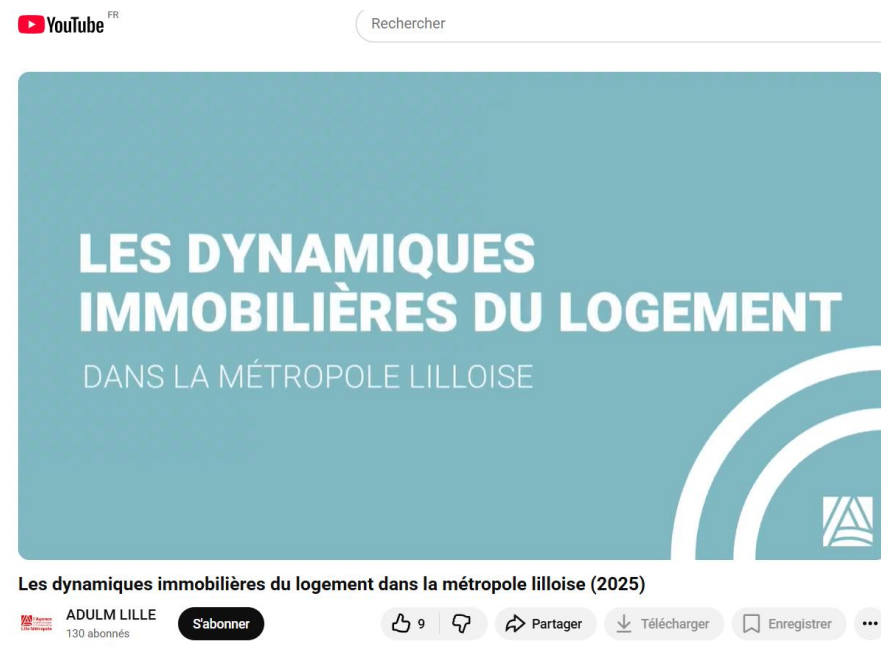 YouTube FR
Rechercher
LES DYNAMIQUES
IMMOBILIÈRES DU LOGEMENT
DANS LA MÉTROPOLE LILLOISE
Les dynamiques immobilières du logement dans la métropole lilloise (2025)
ADULM LILLE
130 abonnés
S'abonner
9
Partager
Télécharger
Enregistrer